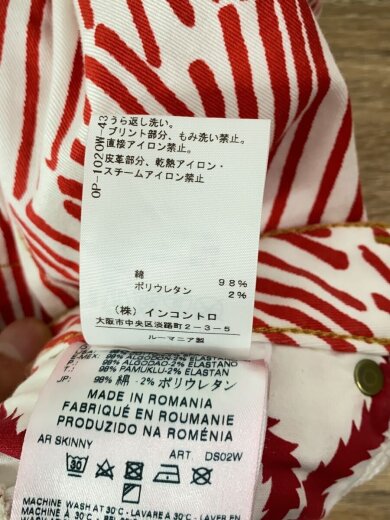 OP-1020W-43
うら返し洗い。
プリント部分、もみ洗い禁止。
直接アイロン禁止。
皮革部分、乾熱アイロン・
スチームアイロン禁止
綿 98%
ポリウレタン 2%
(株) インコントロ
大阪市中央区淡路町2-3-5
ルーマニア製
98% ALGODÃO-2% ELASTANO
98% PAMUKLU-2% ELASTAN
JP: 98% 綿・2% ポリウレタン
MADE IN ROMANIA
FABRIQUÉ EN ROUMANIE
PRODUZIDO NA ROMÉNIA
AR SKINNY ART. DS02W
30
MACHINE WASH AT 30°C - LAVARE A 30°C